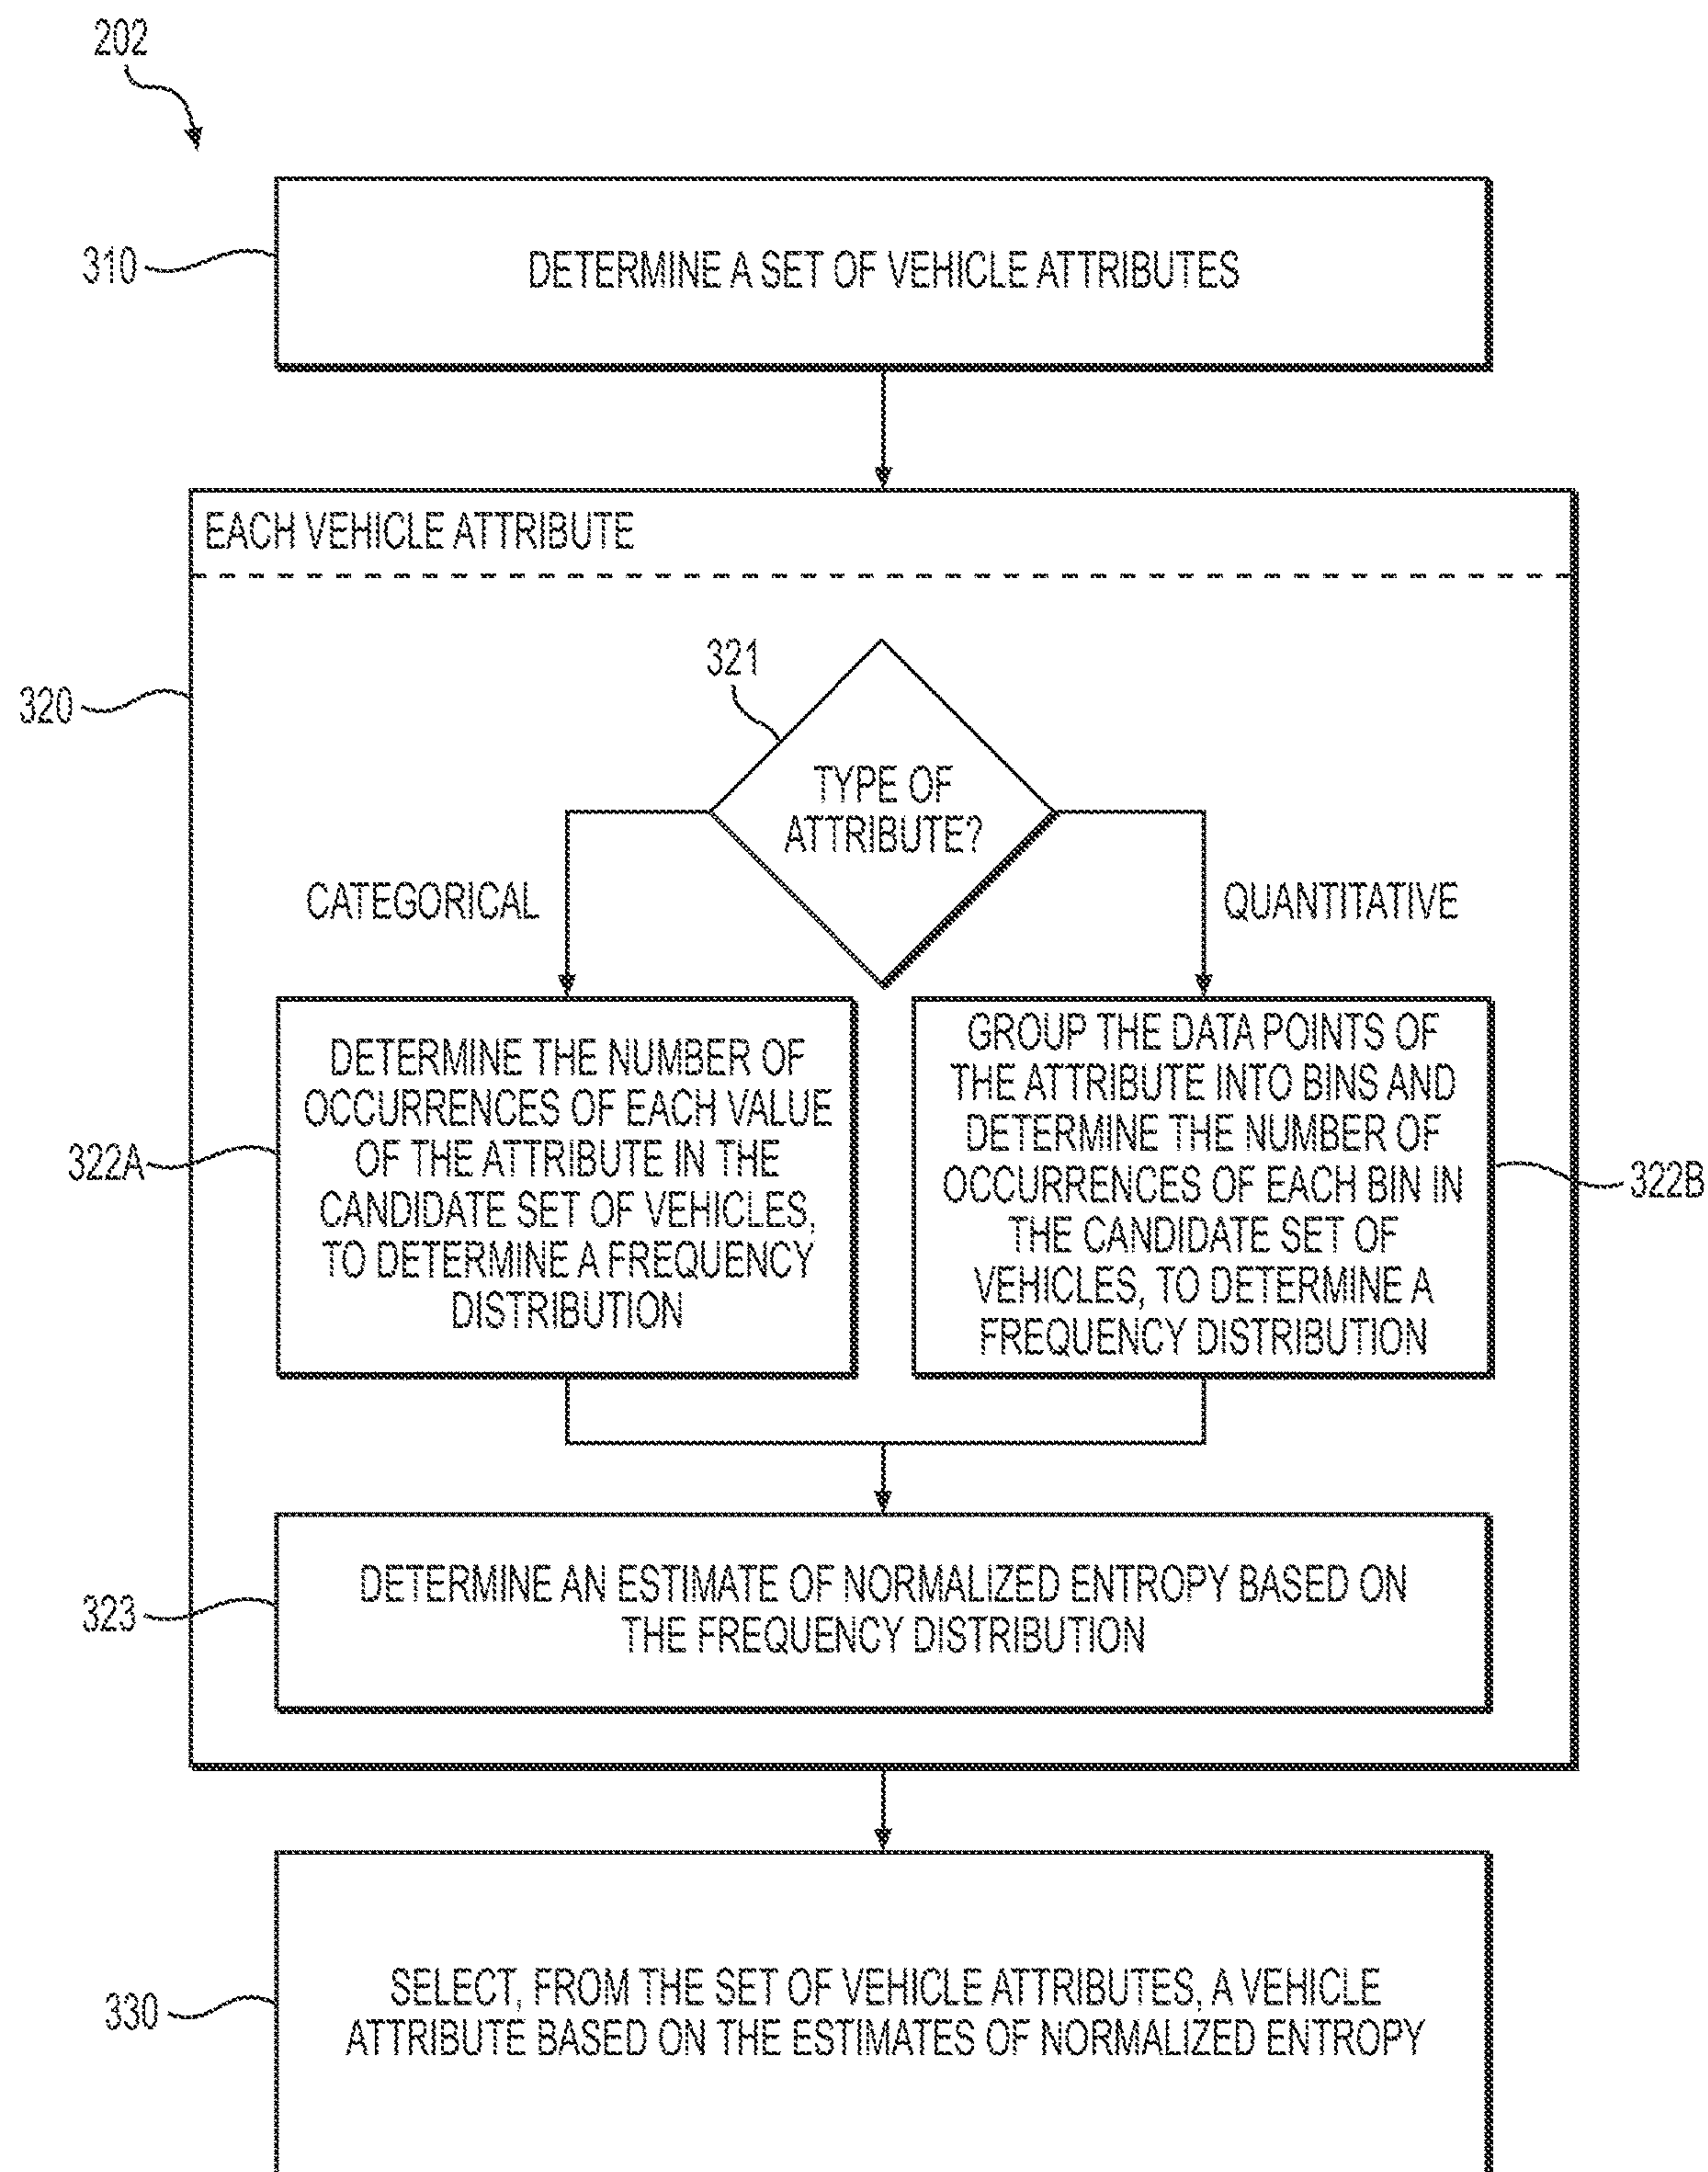 202
310
DETERMINE A SET OF VEHICLE ATTRIBUTES
EACH VEHICLE ATTRIBUTE
320
321
TYPE OF
ATTRIBUTE?
CATEGORICAL
QUANTITATIVE
322A
DETERMINE THE NUMBER OF
OCCURRENCES OF EACH VALUE
OF THE ATTRIBUTE IN THE
CANDIDATE SET OF VEHICLES,
TO DETERMINE A FREQUENCY
DISTRIBUTION
GROUP THE DATA POINTS OF
THE ATTRIBUTE INTO BINS AND
DETERMINE THE NUMBER OF
OCCURRENCES OF EACH BIN IN
THE CANDIDATE SET OF
VEHICLES, TO DETERMINE A
FREQUENCY DISTRIBUTION
322B
323
DETERMINE AN ESTIMATE OF NORMALIZED ENTROPY BASED ON
THE FREQUENCY DISTRIBUTION
330
SELECT, FROM THE SET OF VEHICLE ATTRIBUTES, A VEHICLE
ATTRIBUTE BASED ON THE ESTIMATES OF NORMALIZED ENTROPY